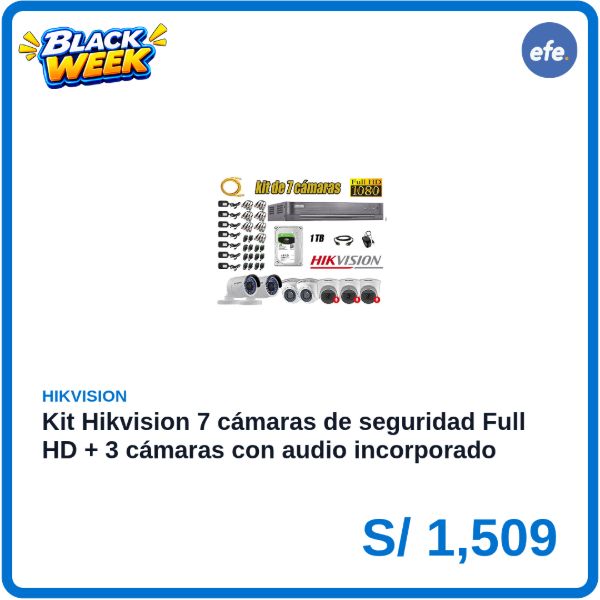 BLACK
WEEK
efe.
kit de 7 cámaras
Full HD
1080
1 TB
HIKVISION
HIKVISION
Kit Hikvision 7 cámaras de seguridad Full
HD + 3 cámaras con audio incorporado
S/ 1,509